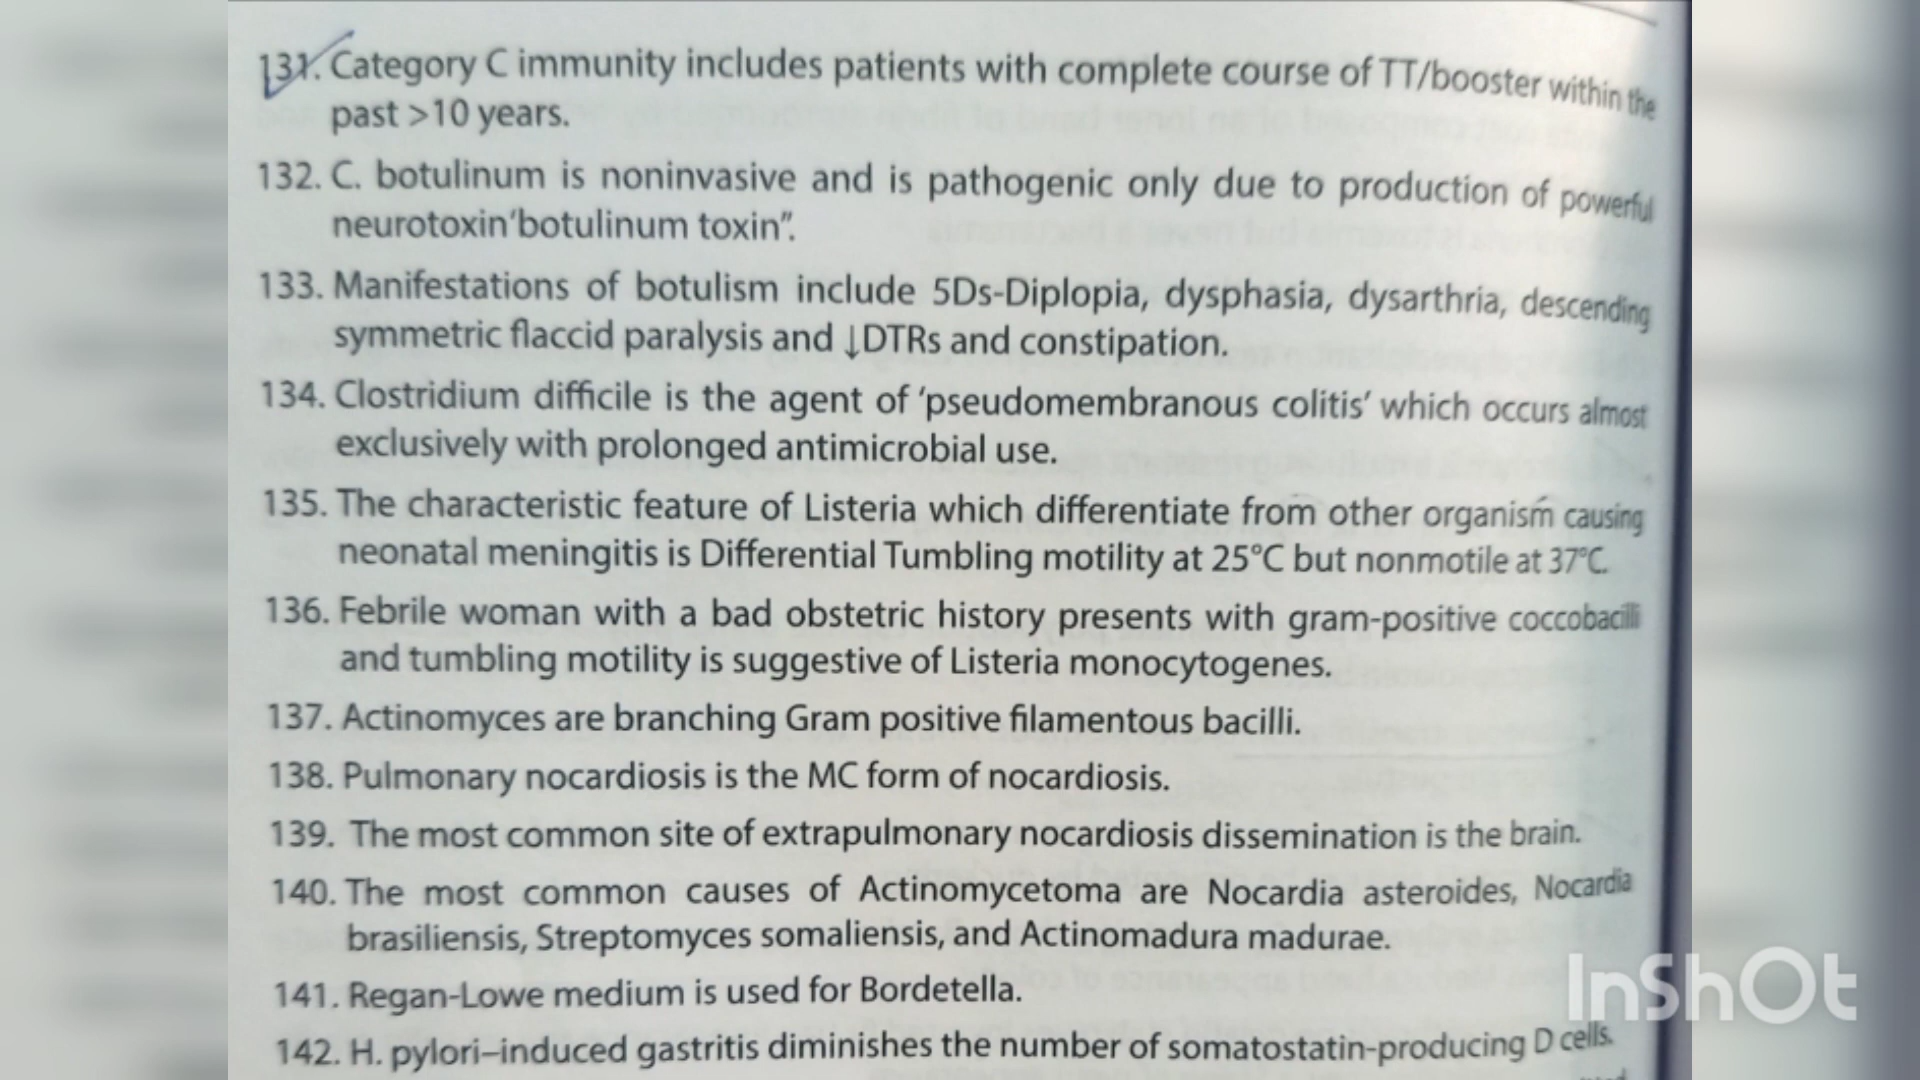 131. Category C immunity includes patients with complete course of TT/booster within the
past >10 years.
132. C. botulinum is noninvasive and is pathogenic only due to production of powerful
neurotoxin'botulinum toxin".
133. Manifestations of botulism include 5Ds-Diplopia, dysphasia, dysarthria, descending
symmetric flaccid paralysis and ↓DTRs and constipation.
134. Clostridium difficile is the agent of 'pseudomembranous colitis' which occurs almost
exclusively with prolonged antimicrobial use.
135. The characteristic feature of Listeria which differentiate from other organism causing
neonatal meningitis is Differential Tumbling motility at 25°C but nonmotile at 37°C.
136. Febrile woman with a bad obstetric history presents with gram-positive coccobacilli
and tumbling motility is suggestive of Listeria monocytogenes.
137. Actinomyces are branching Gram positive filamentous bacilli.
138. Pulmonary nocardiosis is the MC form of nocardiosis.
139. The most common site of extrapulmonary nocardiosis dissemination is the brain.
140. The most common causes of Actinomycetoma are Nocardia asteroides, Nocardia
brasiliensis, Streptomyces somaliensis, and Actinomadura madurae.
141. Regan-Lowe medium is used for Bordetella.
142. H. pylori–induced gastritis diminishes the number of somatostatin-producing D cells.
InShOt